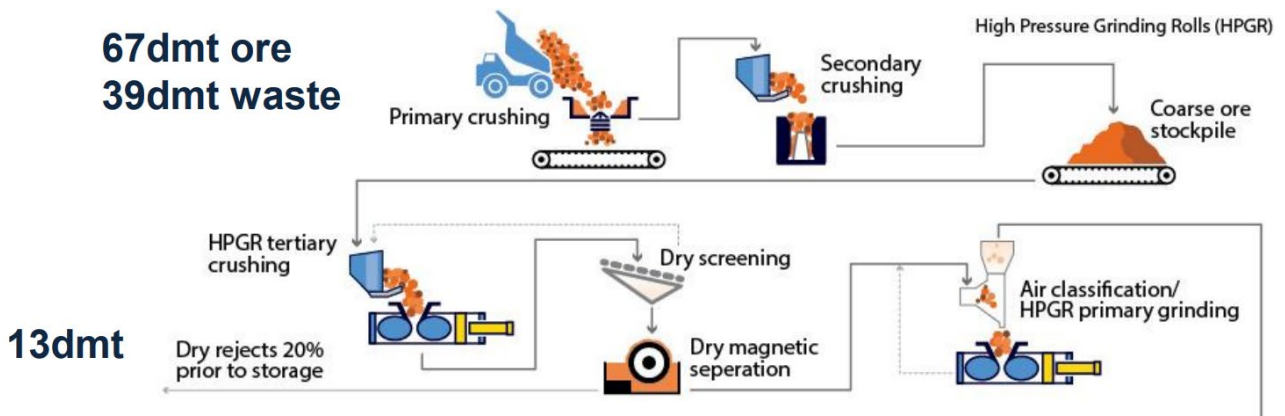 67dmt ore
39dmt waste
High Pressure Grinding Rolls (HPGR)
Primary crushing
Secondary
crushing
Coarse ore
stockpile
HPGR tertiary
crushing
Dry screening
Air classification/
HPGR primary grinding
13dmt
Dry rejects 20%
prior to storage
Dry magnetic
seperation